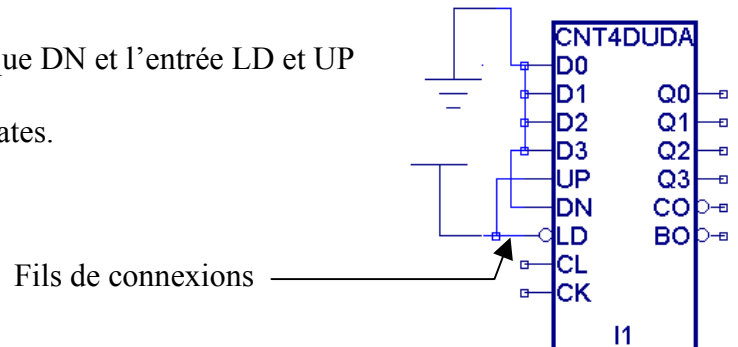 que DN et l'entrée LD et UP
ates.
Fils de connexions
CNT4DUDA
D0
D1 Q0
D2 Q1
D3 Q2
UP Q3
DN CO
LD BO
CL
CK
I1